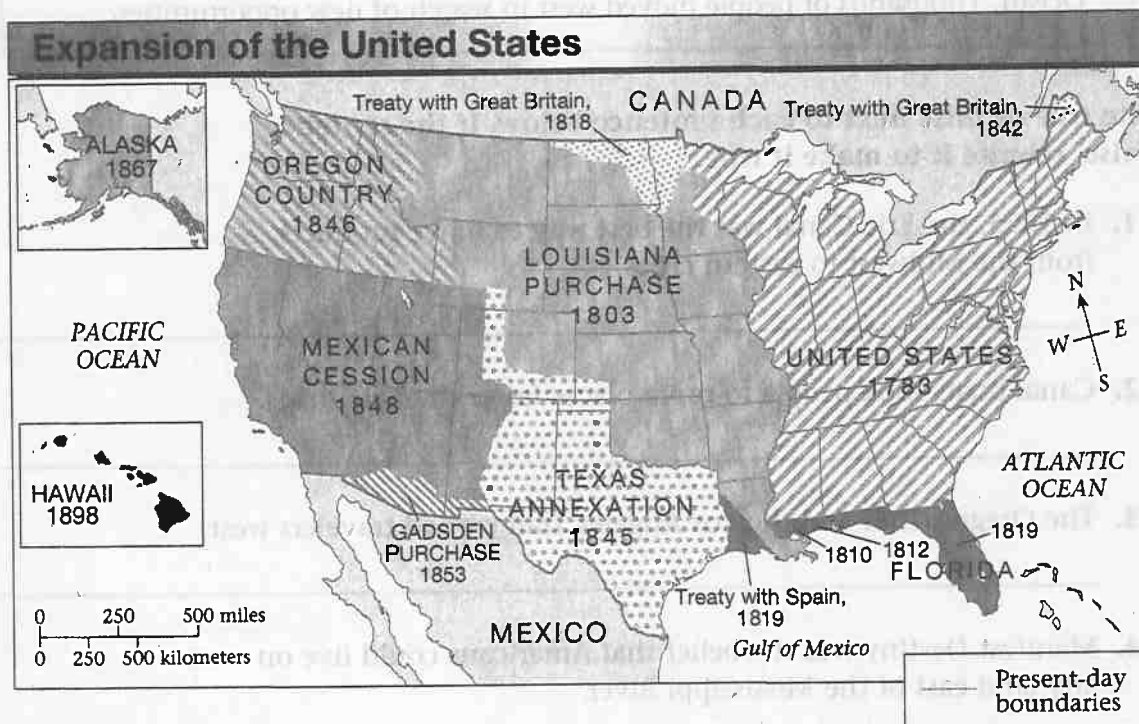 Expansion of the United States
ALASKA
1867
Treaty with Great Britain,
1818
CANADA
Treaty with Great Britain,
1842
OREGON
COUNTRY
1846
LOUISIANA
PURCHASE
1803
PACIFIC
OCEAN
MEXICAN
CESSION
1848
UNITED STATES
1783
N
W
E
S
HAWAII
1898
TEXAS
ANNEXATION
1845
GADSDEN
PURCHASE
1853
ATLANTIC
OCEAN
1810
1812
1819
FLORIDA
Treaty with Spain,
1819
Gulf of Mexico
MEXICO
0 250 500 miles
0 250 500 kilometers
Present-day
boundaries